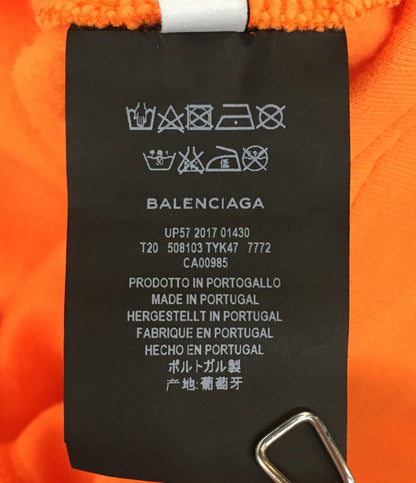 BALENCIAGA
UP57 2017 01430
T20 508103 TYK47 7772
CA00985
PRODOTTO IN PORTOGALLO
MADE IN PORTUGAL
HERGESTELLT IN PORTUGAL
FABRIQUE EN PORTUGAL
HECHO EN PORTUGAL
ポルトガル製
产地:葡萄牙